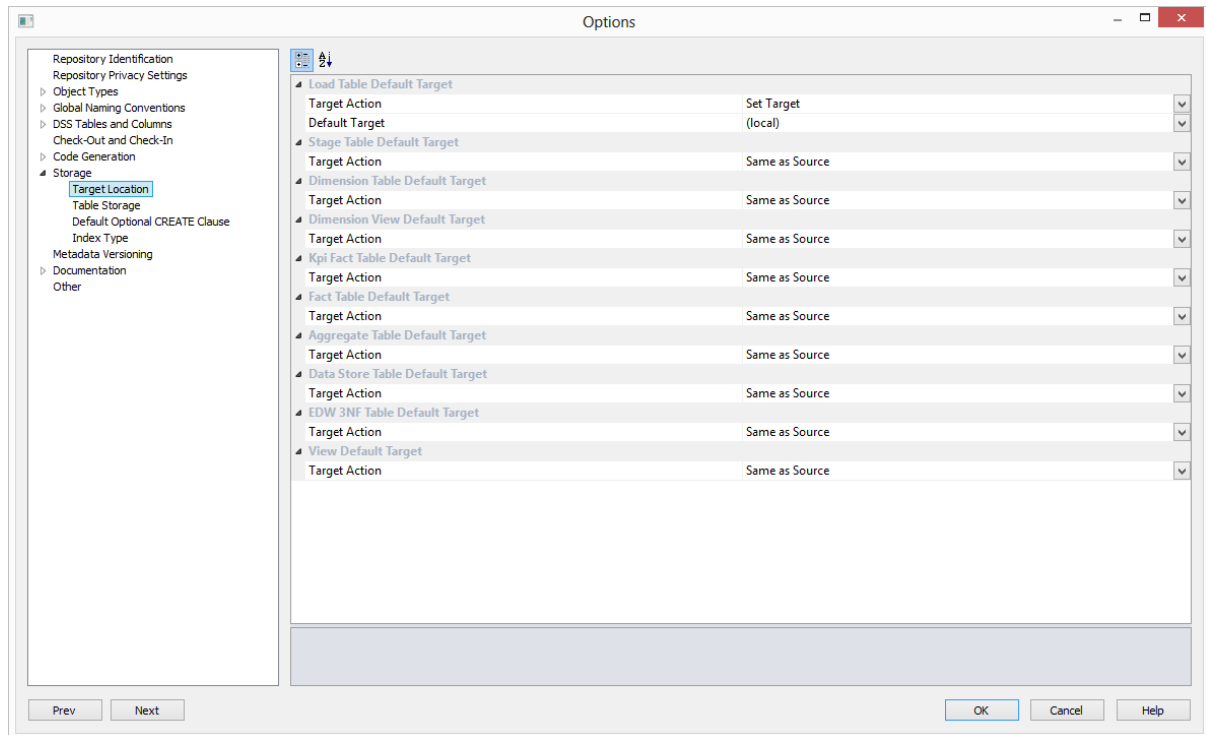 Options
Repository Identification
Repository Privacy Settings
Object Types
Global Naming Conventions
DSS Tables and Columns
Check-Out and Check-In
Code Generation
Storage
Target Location
Table Storage
Default Optional CREATE Clause
Index Type
Metadata Versioning
Documentation
Other
Load Table Default Target
Target Action Set Target
Default Target (local)
Stage Table Default Target
Target Action Same as Source
Dimension Table Default Target
Target Action Same as Source
Dimension View Default Target
Target Action Same as Source
Kpi Fact Table Default Target
Target Action Same as Source
Fact Table Default Target
Target Action Same as Source
Aggregate Table Default Target
Target Action Same as Source
Data Store Table Default Target
Target Action Same as Source
EDW 3NF Table Default Target
Target Action Same as Source
View Default Target
Target Action Same as Source
Prev Next OK Cancel Help